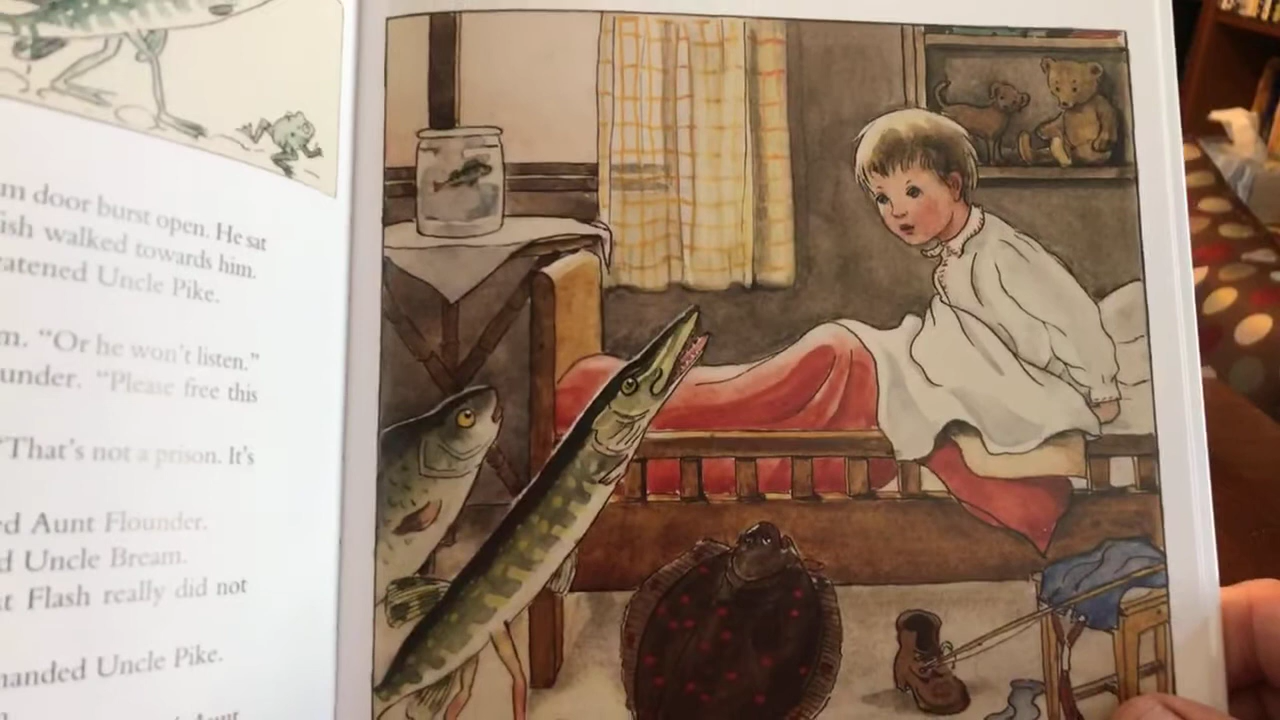 m door burst open. He sat
ish walked towards him.
eatened Uncle Pike.
m. “Or he won’t listen.”
under. “Please free this
“That’s not a prison. It’s
ed Aunt Flounder.
d Uncle Bream.
t Flash really did not
manded Uncle Pike.